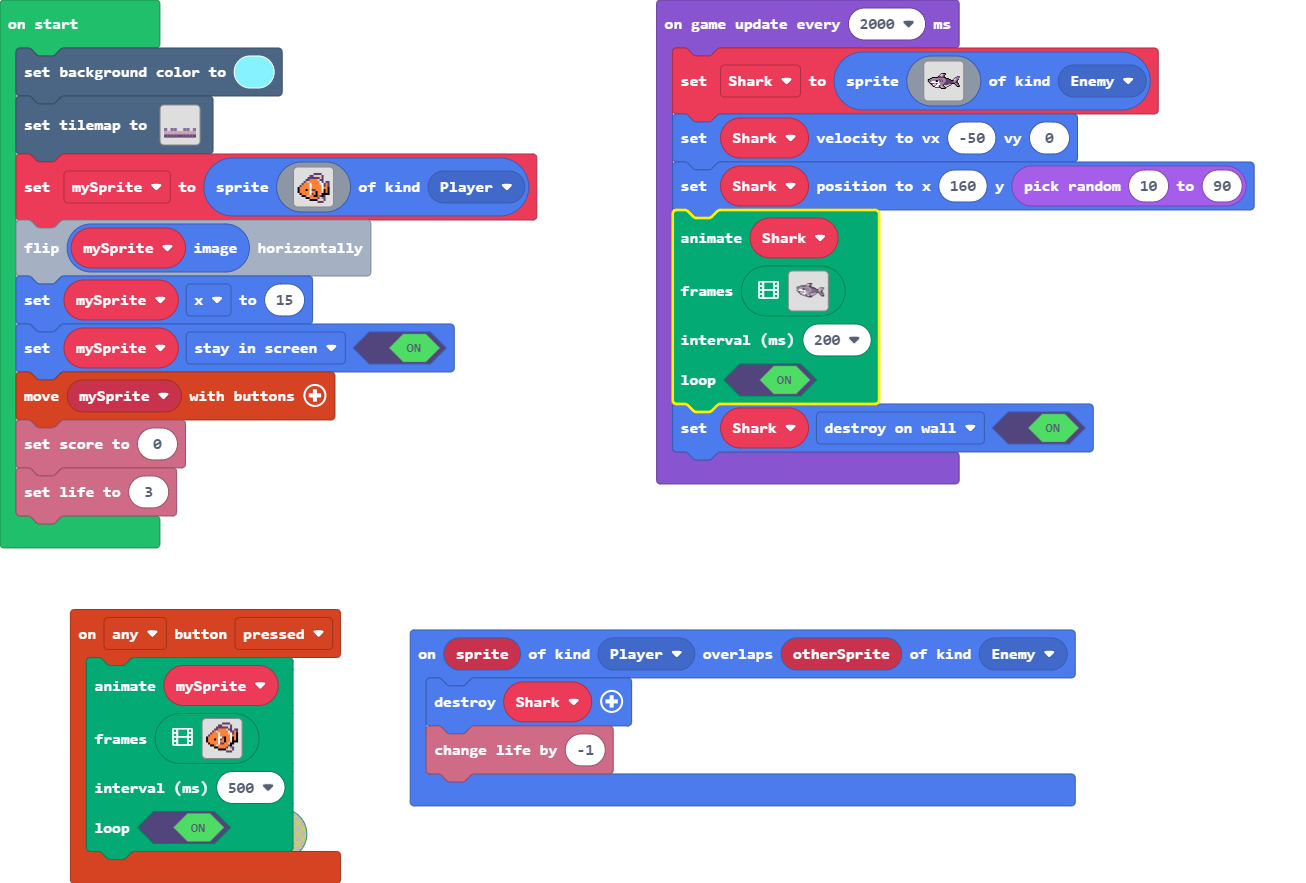 on start
set background color to
set tilemap to
set mySprite to sprite of kind Player
flip mySprite image horizontally
set mySprite x to 15
set mySprite stay in screen ON
move mySprite with buttons
set score to 0
set life to 3
on game update every 2000 ms
set Shark to sprite of kind Enemy
set Shark velocity to vx -50 vy 0
set Shark position to x 160 y pick random 10 to 90
animate Shark
frames
interval (ms) 200
loop ON
set Shark destroy on wall ON
on any button pressed
animate mySprite
frames
interval (ms) 500
loop ON
on sprite of kind Player overlaps otherSprite of kind Enemy
destroy Shark
change life by -1